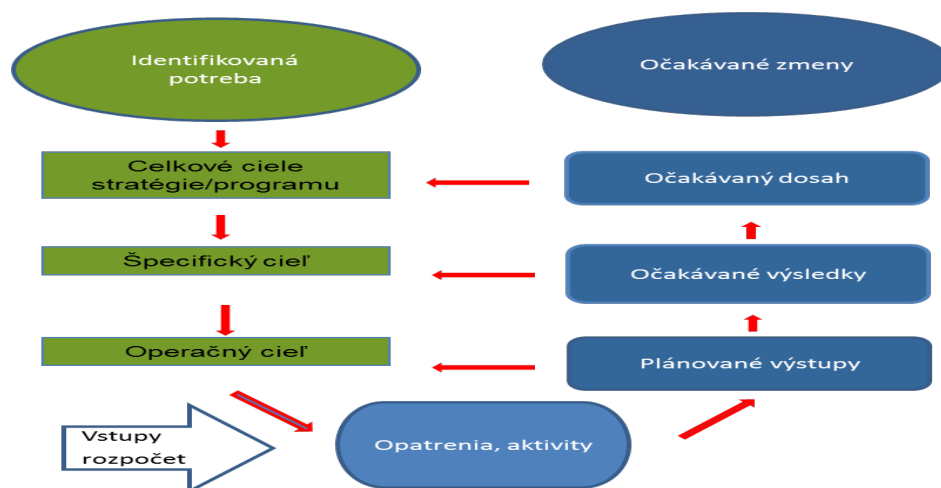 Identifikovaná
potreba
Očakávané zmeny
Celkové ciele
stratégie/programu
Očakávaný dosah
Špecifický cieľ
Očakávané výsledky
Operačný cieľ
Plánované výstupy
Vstupy
rozpočet
Opatrenia, aktivity